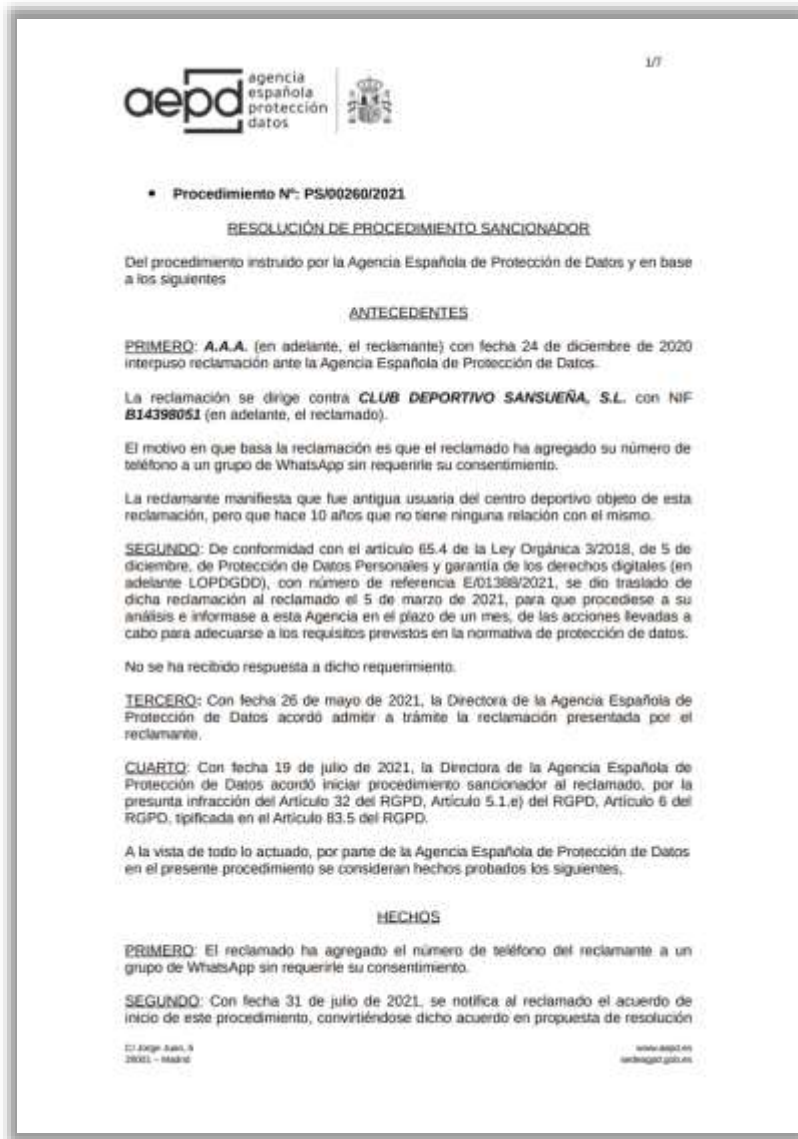 1/7
aepd agencia
española
protección
datos
• Procedimiento Nº: PS/00260/2021
RESOLUCIÓN DE PROCEDIMIENTO SANCIONADOR
Del procedimiento instruido por la Agencia Española de Protección de Datos y en base
a los siguientes
ANTECEDENTES
PRIMERO: A.A.A. (en adelante, el reclamante) con fecha 24 de diciembre de 2020
interpuso reclamación ante la Agencia Española de Protección de Datos.
La reclamación se dirige contra CLUB DEPORTIVO SANSUEÑA, S.L. con NIF
B14398051 (en adelante, el reclamado).
El motivo en que basa la reclamación es que el reclamado ha agregado su número de
teléfono a un grupo de WhatsApp sin requerirle su consentimiento.
La reclamante manifiesta que fue antigua usuaria del centro deportivo objeto de esta
reclamación, pero que hace 10 años que no tiene ninguna relación con el mismo.
SEGUNDO: De conformidad con el artículo 65.4 de la Ley Orgánica 3/2018, de 5 de
diciembre, de Protección de Datos Personales y garantía de los derechos digitales (en
adelante LOPDGDD), con número de referencia E/01388/2021, se dio traslado de
dicha reclamación al reclamado el 5 de marzo de 2021, para que procediese a su
análisis e informase a esta Agencia en el plazo de un mes, de las acciones llevadas a
cabo para adecuarse a los requisitos previstos en la normativa de protección de datos.
No se ha recibido respuesta a dicho requerimiento.
TERCERO: Con fecha 26 de mayo de 2021, la Directora de la Agencia Española de
Protección de Datos acordó admitir a trámite la reclamación presentada por el
reclamante.
CUARTO: Con fecha 19 de julio de 2021, la Directora de la Agencia Española de
Protección de Datos acordó iniciar procedimiento sancionador al reclamado, por la
presunta infracción del Artículo 32 del RGPD, Artículo 5.1.e) del RGPD, Artículo 6 del
RGPD, tipificada en el Artículo 83.5 del RGPD.
A la vista de todo lo actuado, por parte de la Agencia Española de Protección de Datos
en el presente procedimiento se consideran hechos probados los siguientes,
HECHOS
PRIMERO: El reclamado ha agregado el número de teléfono del reclamante a un
grupo de WhatsApp sin requerirle su consentimiento.
SEGUNDO: Con fecha 31 de julio de 2021, se notifica al reclamado el acuerdo de
inicio de este procedimiento, convirtiéndose dicho acuerdo en propuesta de resolución
C/ Jorge Juan, 6
28001 – Madrid
www.aepd.es
sedeagpd.gob.es